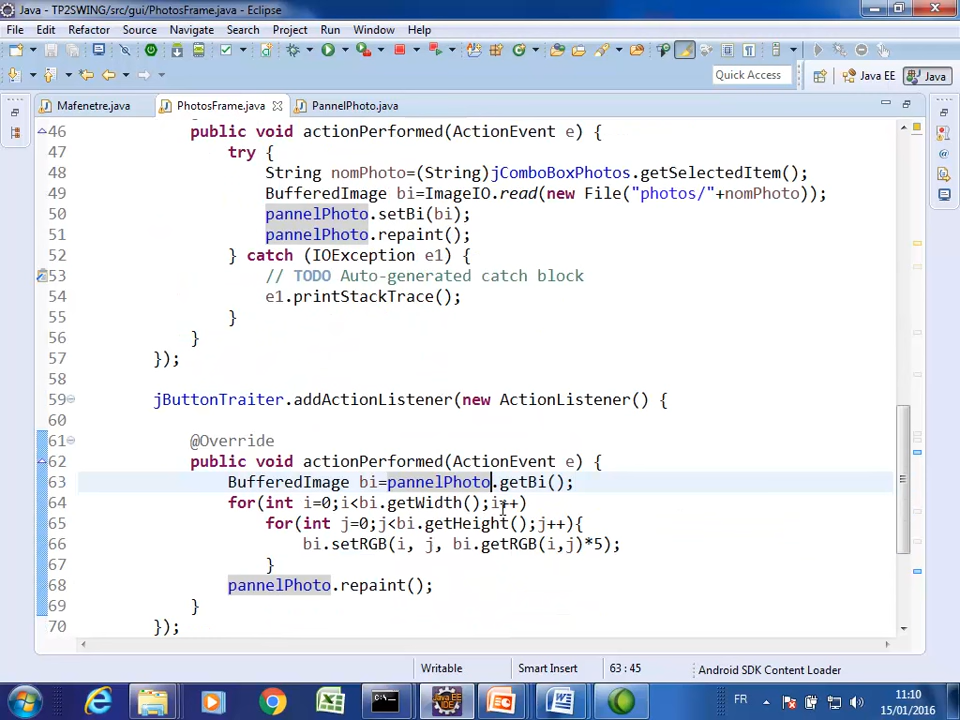 Java - TP2SWING/src/gui/PhotosFrame.java - Eclipse
File Edit Refactor Source Navigate Search Project Run Window Help
Quick Access Java EE Java
Mafenetre.java PhotosFrame.java PannelPhoto.java
46 public void actionPerformed(ActionEvent e) {
47 try {
48 String nomPhoto=(String)jComboBoxPhotos.getSelectedItem();
49 BufferedImage bi=ImageIO.read(new File("photos/"+nomPhoto));
50 pannelPhoto.setBi(bi);
51 pannelPhoto.repaint();
52 } catch (IOException e1) {
53 // TODO Auto-generated catch block
54 e1.printStackTrace();
55 }
56 }
57 });
58
59 jButtonTraiter.addActionListener(new ActionListener() {
60
61 @Override
62 public void actionPerformed(ActionEvent e) {
63 BufferedImage bi=pannelPhoto.getBi();
64 for(int i=0;i<bi.getWidth();i++)
65 for(int j=0;j<bi.getHeight();j++){
66 bi.setRGB(i, j, bi.getRGB(i,j)*5);
67 }
68 pannelPhoto.repaint();
69 }
70 });
Writable Smart Insert 63 : 45 Android SDK Content Loader
FR 11:10
15/01/2016